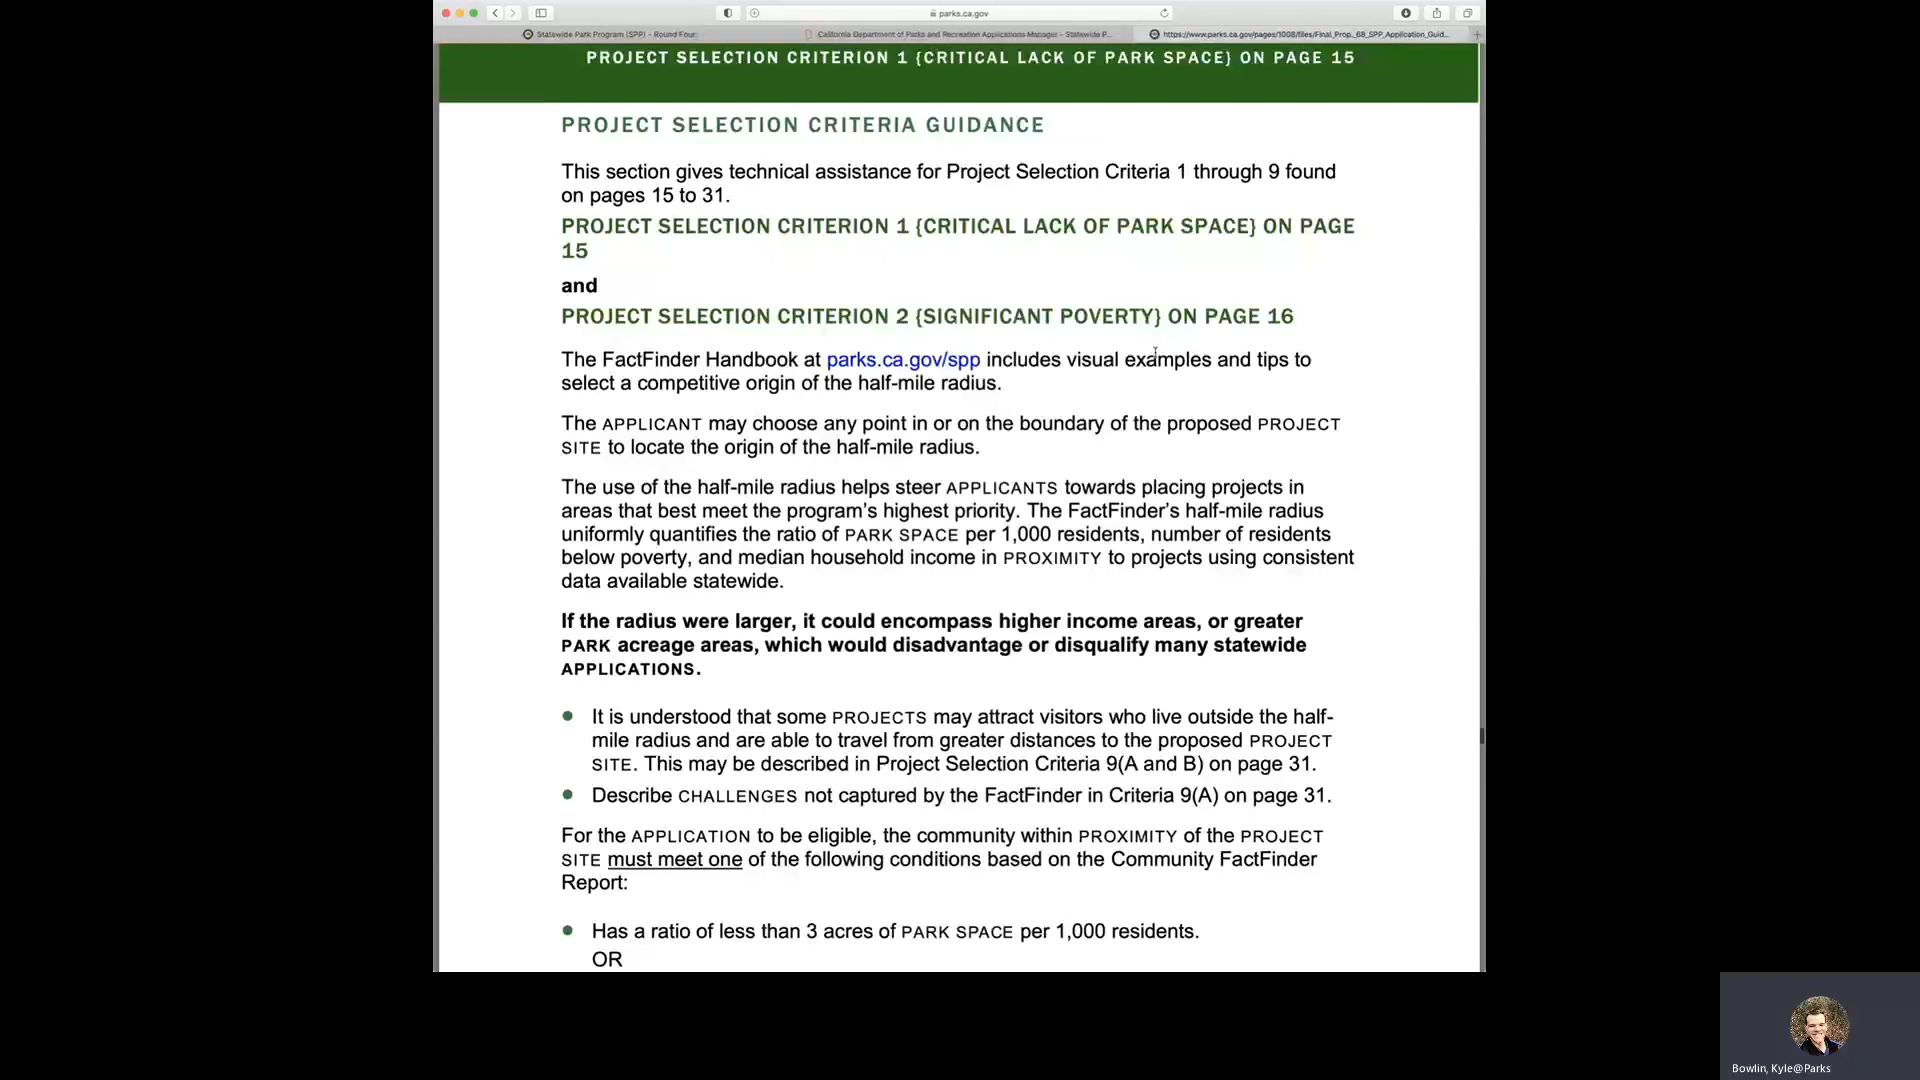 parks.ca.gov
Statewide Park Program (SPP) - Round Four:
California Department of Parks and Recreation Applications Manager - Statewide P...
https://www.parks.ca.gov/pages/1008/files/Final_Prop._68_SPP_Application_Guid...
PROJECT SELECTION CRITERION 1 {CRITICAL LACK OF PARK SPACE} ON PAGE 15
PROJECT SELECTION CRITERIA GUIDANCE
This section gives technical assistance for Project Selection Criteria 1 through 9 found
on pages 15 to 31.
PROJECT SELECTION CRITERION 1 {CRITICAL LACK OF PARK SPACE} ON PAGE
15
and
PROJECT SELECTION CRITERION 2 {SIGNIFICANT POVERTY} ON PAGE 16
The FactFinder Handbook at parks.ca.gov/spp includes visual examples and tips to
select a competitive origin of the half-mile radius.
The APPLICANT may choose any point in or on the boundary of the proposed PROJECT
SITE to locate the origin of the half-mile radius.
The use of the half-mile radius helps steer APPLICANTS towards placing projects in
areas that best meet the program’s highest priority. The FactFinder’s half-mile radius
uniformly quantifies the ratio of PARK SPACE per 1,000 residents, number of residents
below poverty, and median household income in PROXIMITY to projects using consistent
data available statewide.
If the radius were larger, it could encompass higher income areas, or greater
PARK acreage areas, which would disadvantage or disqualify many statewide
APPLICATIONS.
It is understood that some PROJECTS may attract visitors who live outside the half-
mile radius and are able to travel from greater distances to the proposed PROJECT
SITE. This may be described in Project Selection Criteria 9(A and B) on page 31.
Describe CHALLENGES not captured by the FactFinder in Criteria 9(A) on page 31.
For the APPLICATION to be eligible, the community within PROXIMITY of the PROJECT
SITE must meet one of the following conditions based on the Community FactFinder
Report:
Has a ratio of less than 3 acres of PARK SPACE per 1,000 residents.
OR
Bowlin, Kyle@Parks